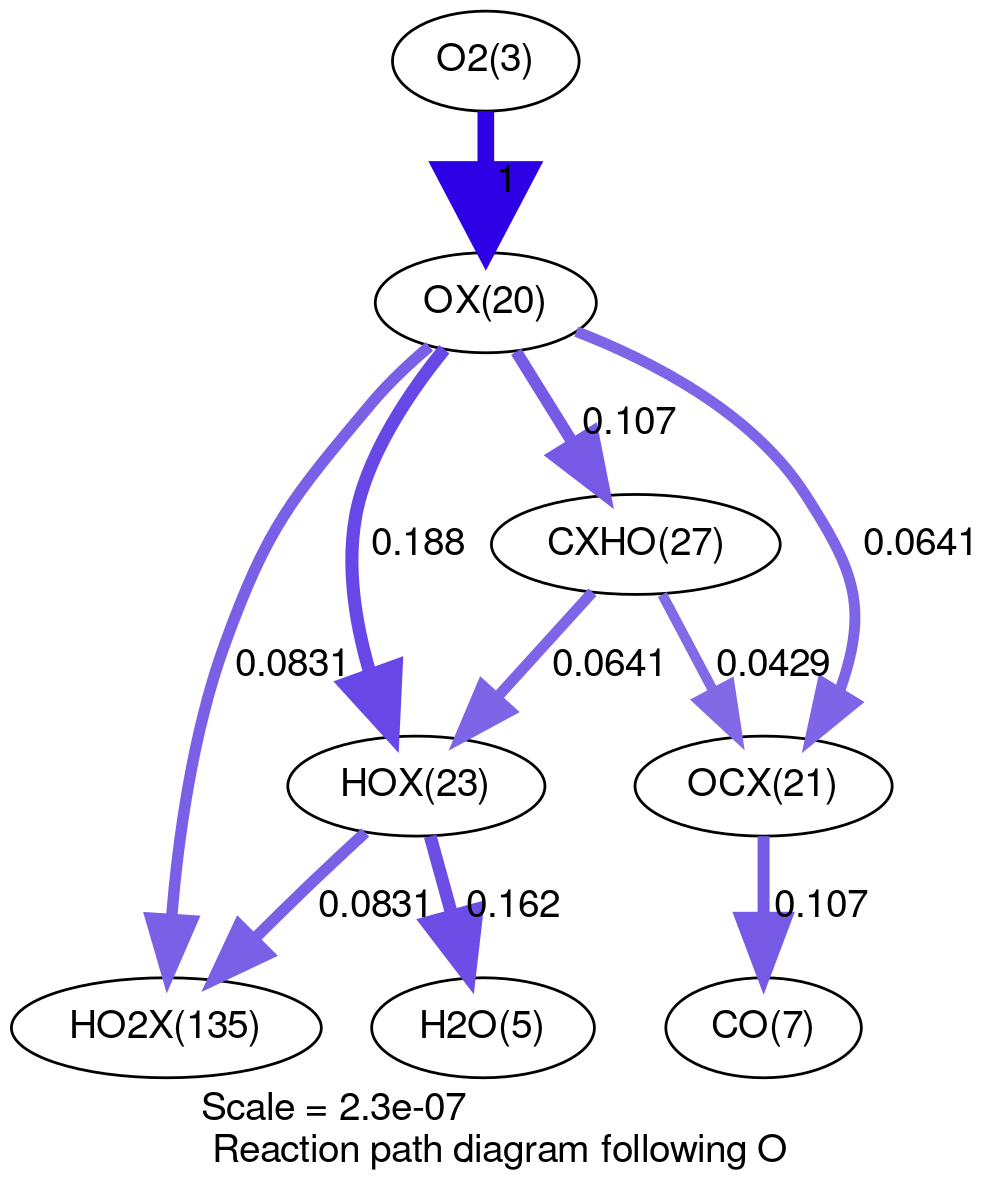 O2(3)
1
OX(20)
0.107
0.188
CXHO(27)
0.0641
0.0831
0.0641
0.0429
HOX(23)
OCX(21)
0.0831
0.162
0.107
HO2X(135)
H2O(5)
CO(7)
Scale = 2.3e-07
Reaction path diagram following O